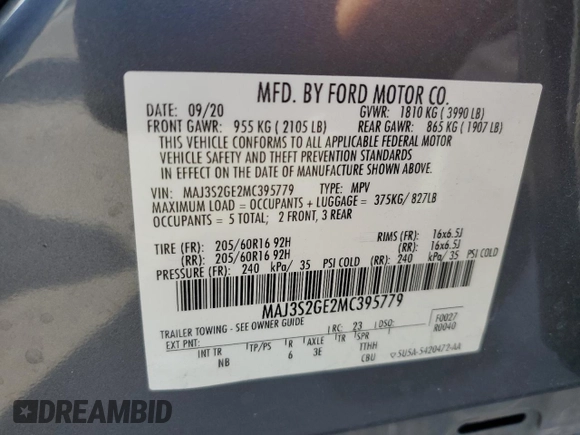 MFD. BY FORD MOTOR CO.
DATE: 09/20 GVWR: 1810 KG ( 3990 LB)
FRONT GAWR: 955 KG ( 2105 LB) REAR GAWR: 865 KG ( 1907 LB)
THIS VEHICLE CONFORMS TO ALL APPLICABLE FEDERAL MOTOR
VEHICLE SAFETY AND THEFT PREVENTION STANDARDS
IN EFFECT ON THE DATE OF MANUFACTURE SHOWN ABOVE.
VIN: MAJ3S2GE2MC395779 TYPE: MPV
MAXIMUM LOAD = OCCUPANTS + LUGGAGE = 375KG/ 827LB
OCCUPANTS = 5 TOTAL; 2 FRONT, 3 REAR
TIRE (FR): 205/60R16 92H RIMS (FR): 16x6.5J
(RR): 205/60R16 92H (RR): 16x6.5J
PRESSURE (FR): 240 kPa/ 35 PSI COLD (RR): 240 kPa/ 35 PSI COLD
MAJ3S2GE2MC395779
TRAILER TOWING - SEE OWNER GUIDE
LRC: 23 DSO: F0027
EXT PNT: R0040
INT TR TP/PS R AXLE TR SPR
NB 6 3E TTHH
CBU 5U5A-5420472-AA
DREAMBID